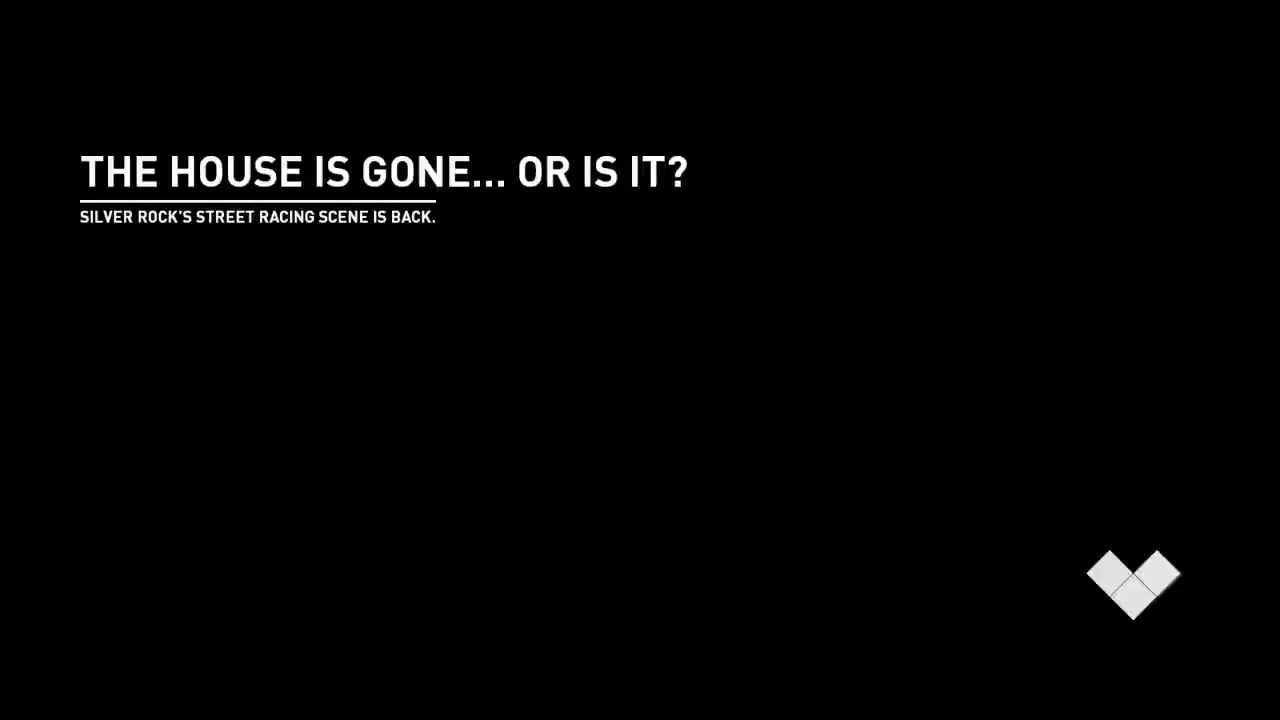 THE HOUSE IS GONE... OR IS IT?
SILVER ROCK'S STREET RACING SCENE IS BACK.